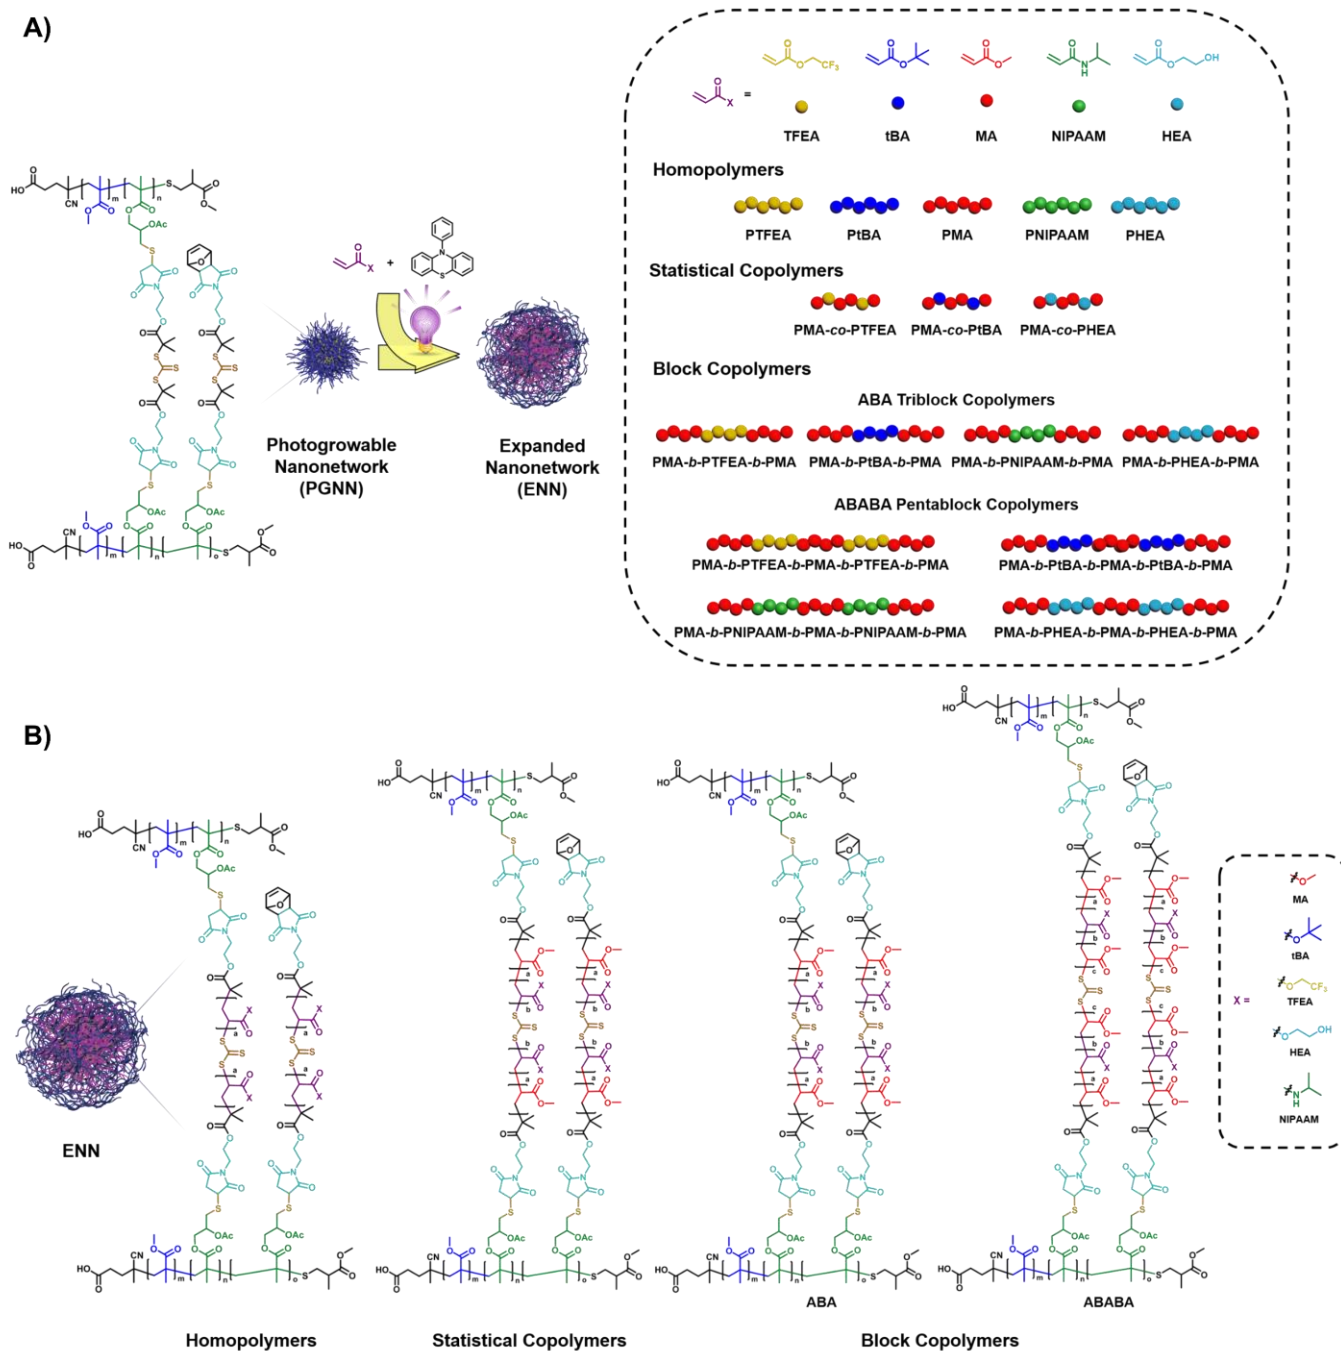 A)
TFEA
tBA
MA
NIPAAM
HEA
Homopolymers
PTFEA
PtBA
PMA
PNIPAAM
PHEA
Statistical Copolymers
PMA-co-PTFEA
PMA-co-PtBA
PMA-co-PHEA
Block Copolymers
ABA Triblock Copolymers
PMA-b-PTFEA-b-PMA
PMA-b-PtBA-b-PMA
PMA-b-PNIPAAM-b-PMA
PMA-b-PHEA-b-PMA
ABABA Pentablock Copolymers
PMA-b-PTFEA-b-PMA-b-PTFEA-b-PMA
PMA-b-PtBA-b-PMA-b-PtBA-b-PMA
PMA-b-PNIPAAM-b-PMA-b-PNIPAAM-b-PMA
PMA-b-PHEA-b-PMA-b-PHEA-b-PMA
Photogrowable
Nanonetwork
(PGNN)
Expanded
Nanonetwork
(ENN)
B)
ENN
Homopolymers
Statistical Copolymers
ABA
ABABA
Block Copolymers
X =
MA
tBA
TFEA
HEA
NIPAAM